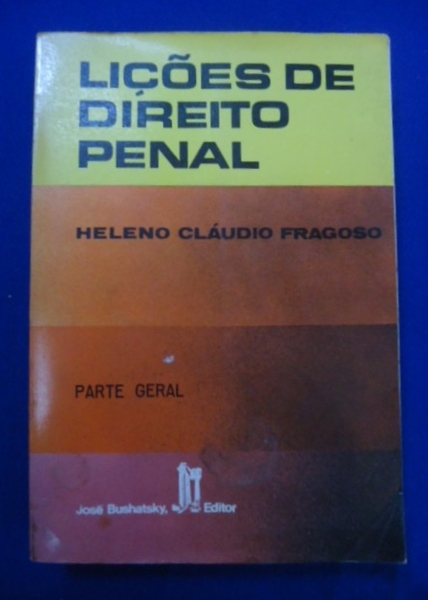 LIÇÕES DE
DIREITO
PENAL
HELENO CLÁUDIO FRAGOSO
PARTE GERAL
José Bushatsky, Editor